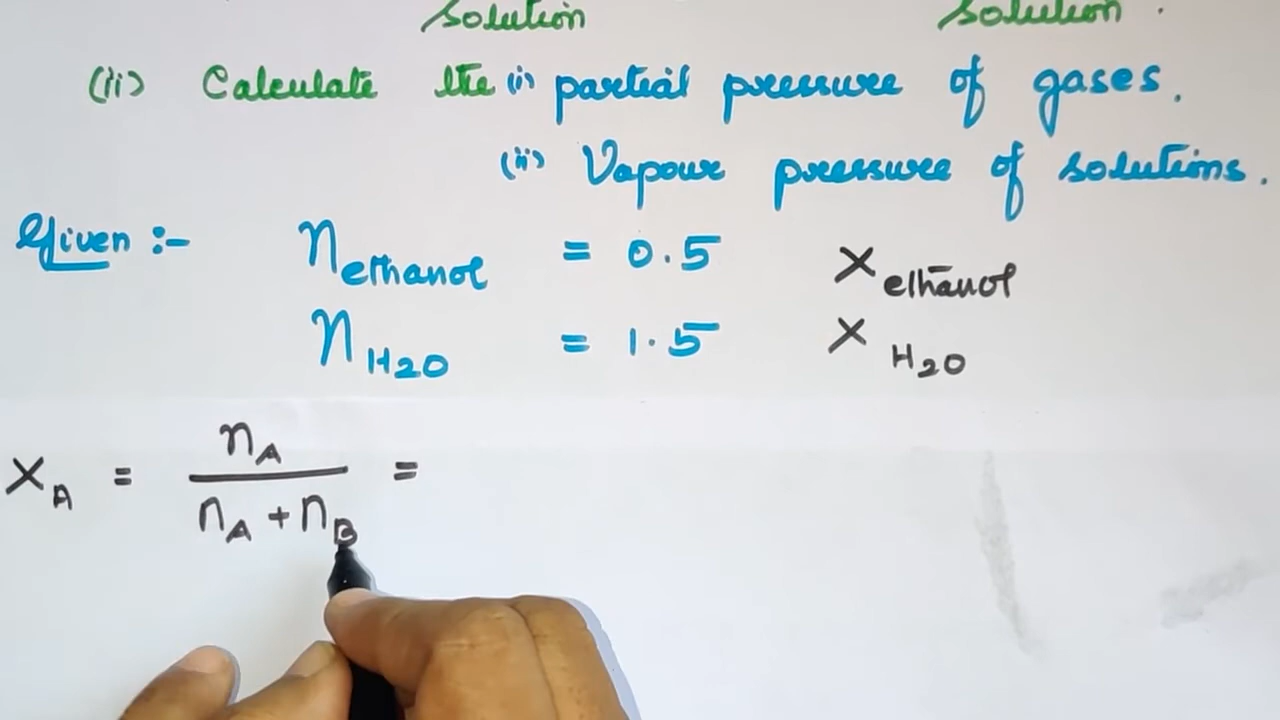 solution solution.
(ii) Calculate the (i) partial pressure of gases.
(ii) Vapour pressure of solutions.
Given :- n ethanol = 0.5 X ethanol
n H2O = 1.5 X H2O
X A = n A / n A + n B =